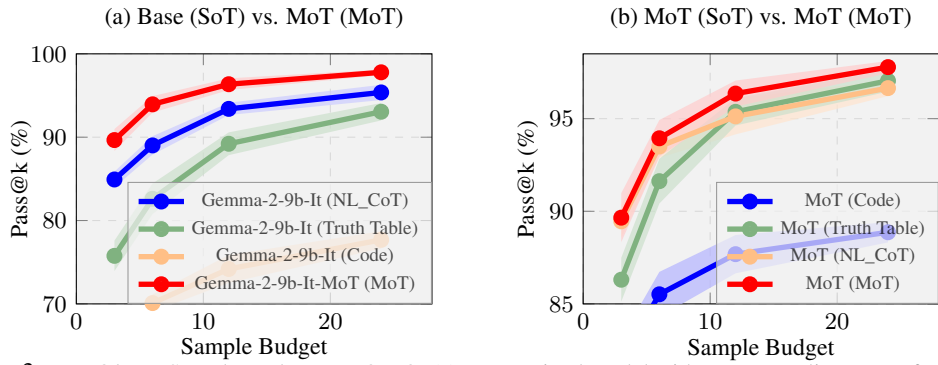 (a) Base (SoT) vs. MoT (MoT)
100
90
80
70
0
10
20
Pass@k (%)
Sample Budget
Gemma-2-9b-It (NL_CoT)
Gemma-2-9b-It (Truth Table)
Gemma-2-9b-It (Code)
Gemma-2-9b-It-MoT (MoT)
(b) MoT (SoT) vs. MoT (MoT)
95
90
85
0
10
20
Pass@k (%)
Sample Budget
MoT (Code)
MoT (Truth Table)
MoT (NL_CoT)
MoT (MoT)